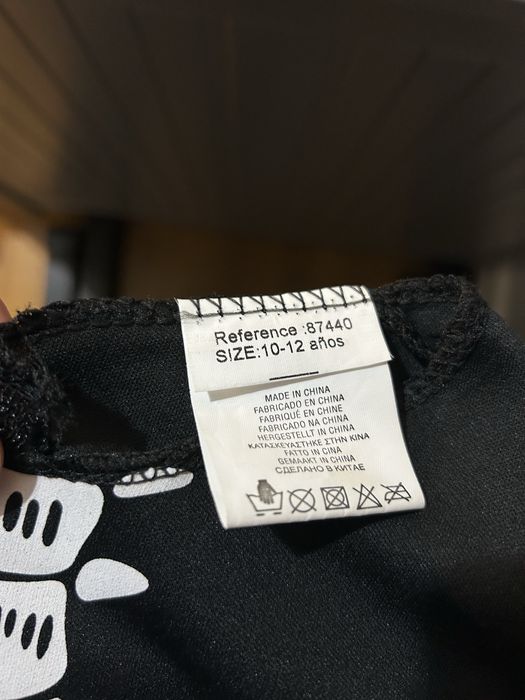 Reference :87440
SIZE:10-12 años
MADE IN CHINA
FABRICADO EN CHINA
FABRIQUÉ EN CHINE
FABRICADO NA CHINA
HERGESTELLT IN CHINA
ΚΑΤΑΣΚΕΥΑΣΤΗΚΕ ΣΤΗΝ ΚΙΝΑ
FATTO IN CINA
GEMAAKT IN CHINA
СДЕЛАНО В КИТАЕ